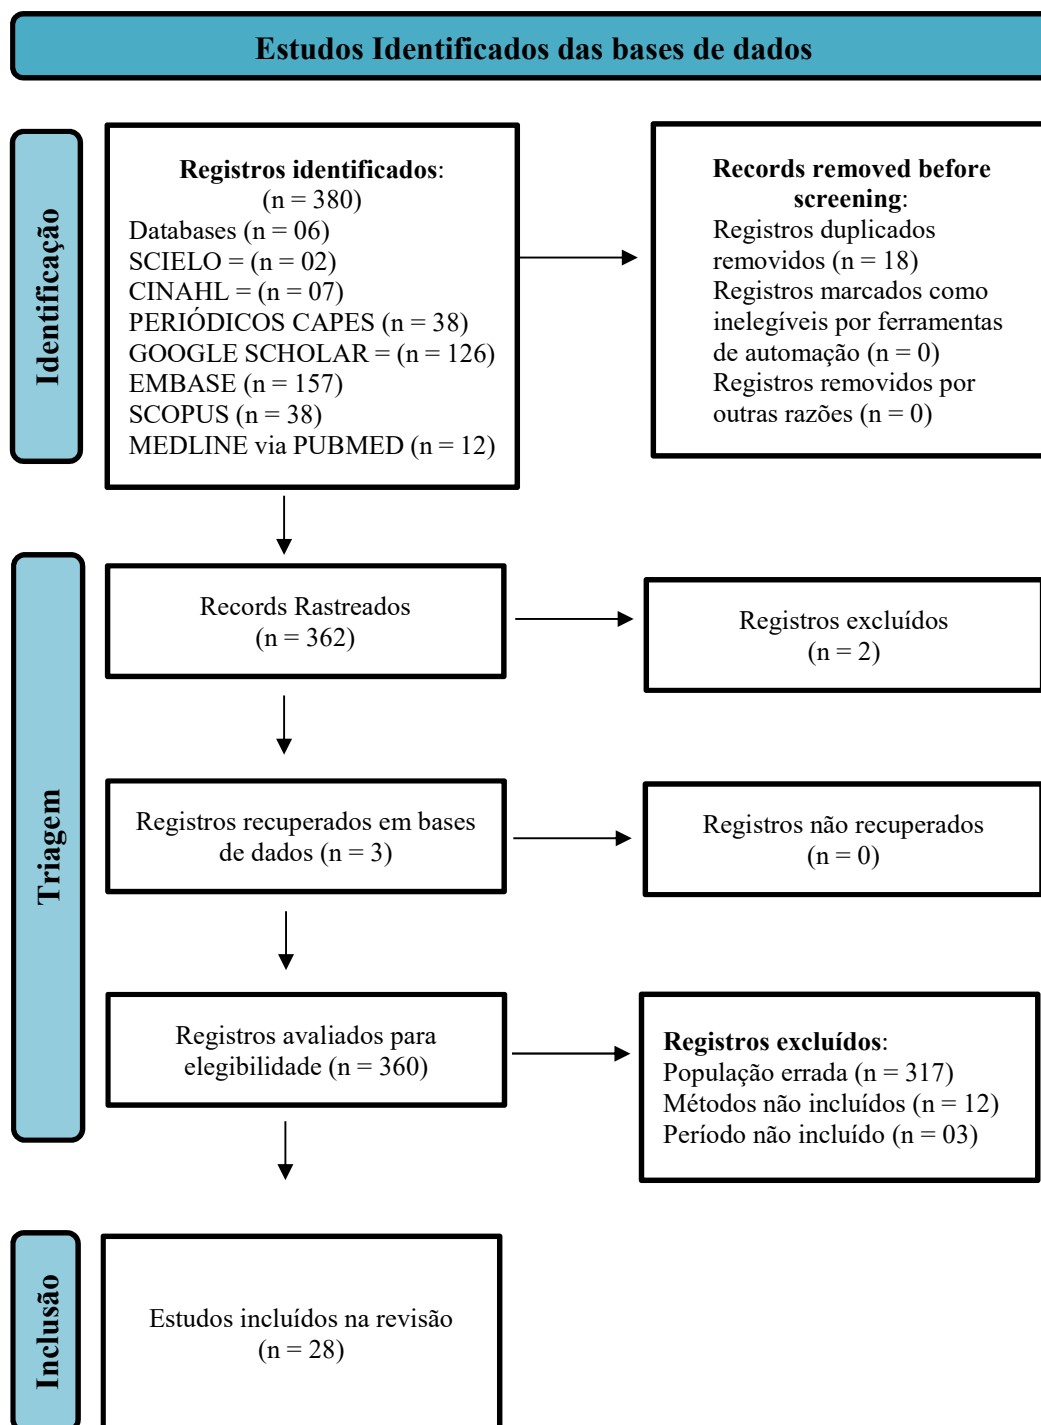 Estudos Identificados das bases de dados
Identificação
Registros identificados:
(n = 380)
Databases (n = 06)
SCIELO = (n = 02)
CINAHL = (n = 07)
PERIÓDICOS CAPES (n = 38)
GOOGLE SCHOLAR = (n = 126)
EMBASE (n = 157)
SCOPUS (n = 38)
MEDLINE via PUBMED (n = 12)
Records removed before
screening:
Registros duplicados
removidos (n = 18)
Registros marcados como
inelegíveis por ferramentas
de automação (n = 0)
Registros removidos por
outras razões (n = 0)
Triagem
Records Rastreados
(n = 362)
Registros excluídos
(n = 2)
Registros recuperados em bases
de dados (n = 3)
Registros não recuperados
(n = 0)
Registros avaliados para
elegibilidade (n = 360)
Registros excluídos:
População errada (n = 317)
Métodos não incluídos (n = 12)
Período não incluído (n = 03)
Inclusão
Estudos incluídos na revisão
(n = 28)